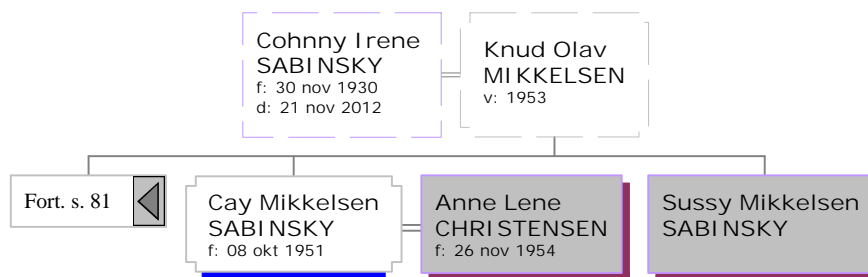 Cohnny Irene
SABINSKY
f: 30 nov 1930
d: 21 nov 2012
Knud Olav
MIKKELSEN
v: 1953
Fort. s. 81
Cay Mikkelsen
SABINSKY
f: 08 okt 1951
Anne Lene
CHRISTENSEN
f: 26 nov 1954
Sussy Mikkelsen
SABINSKY